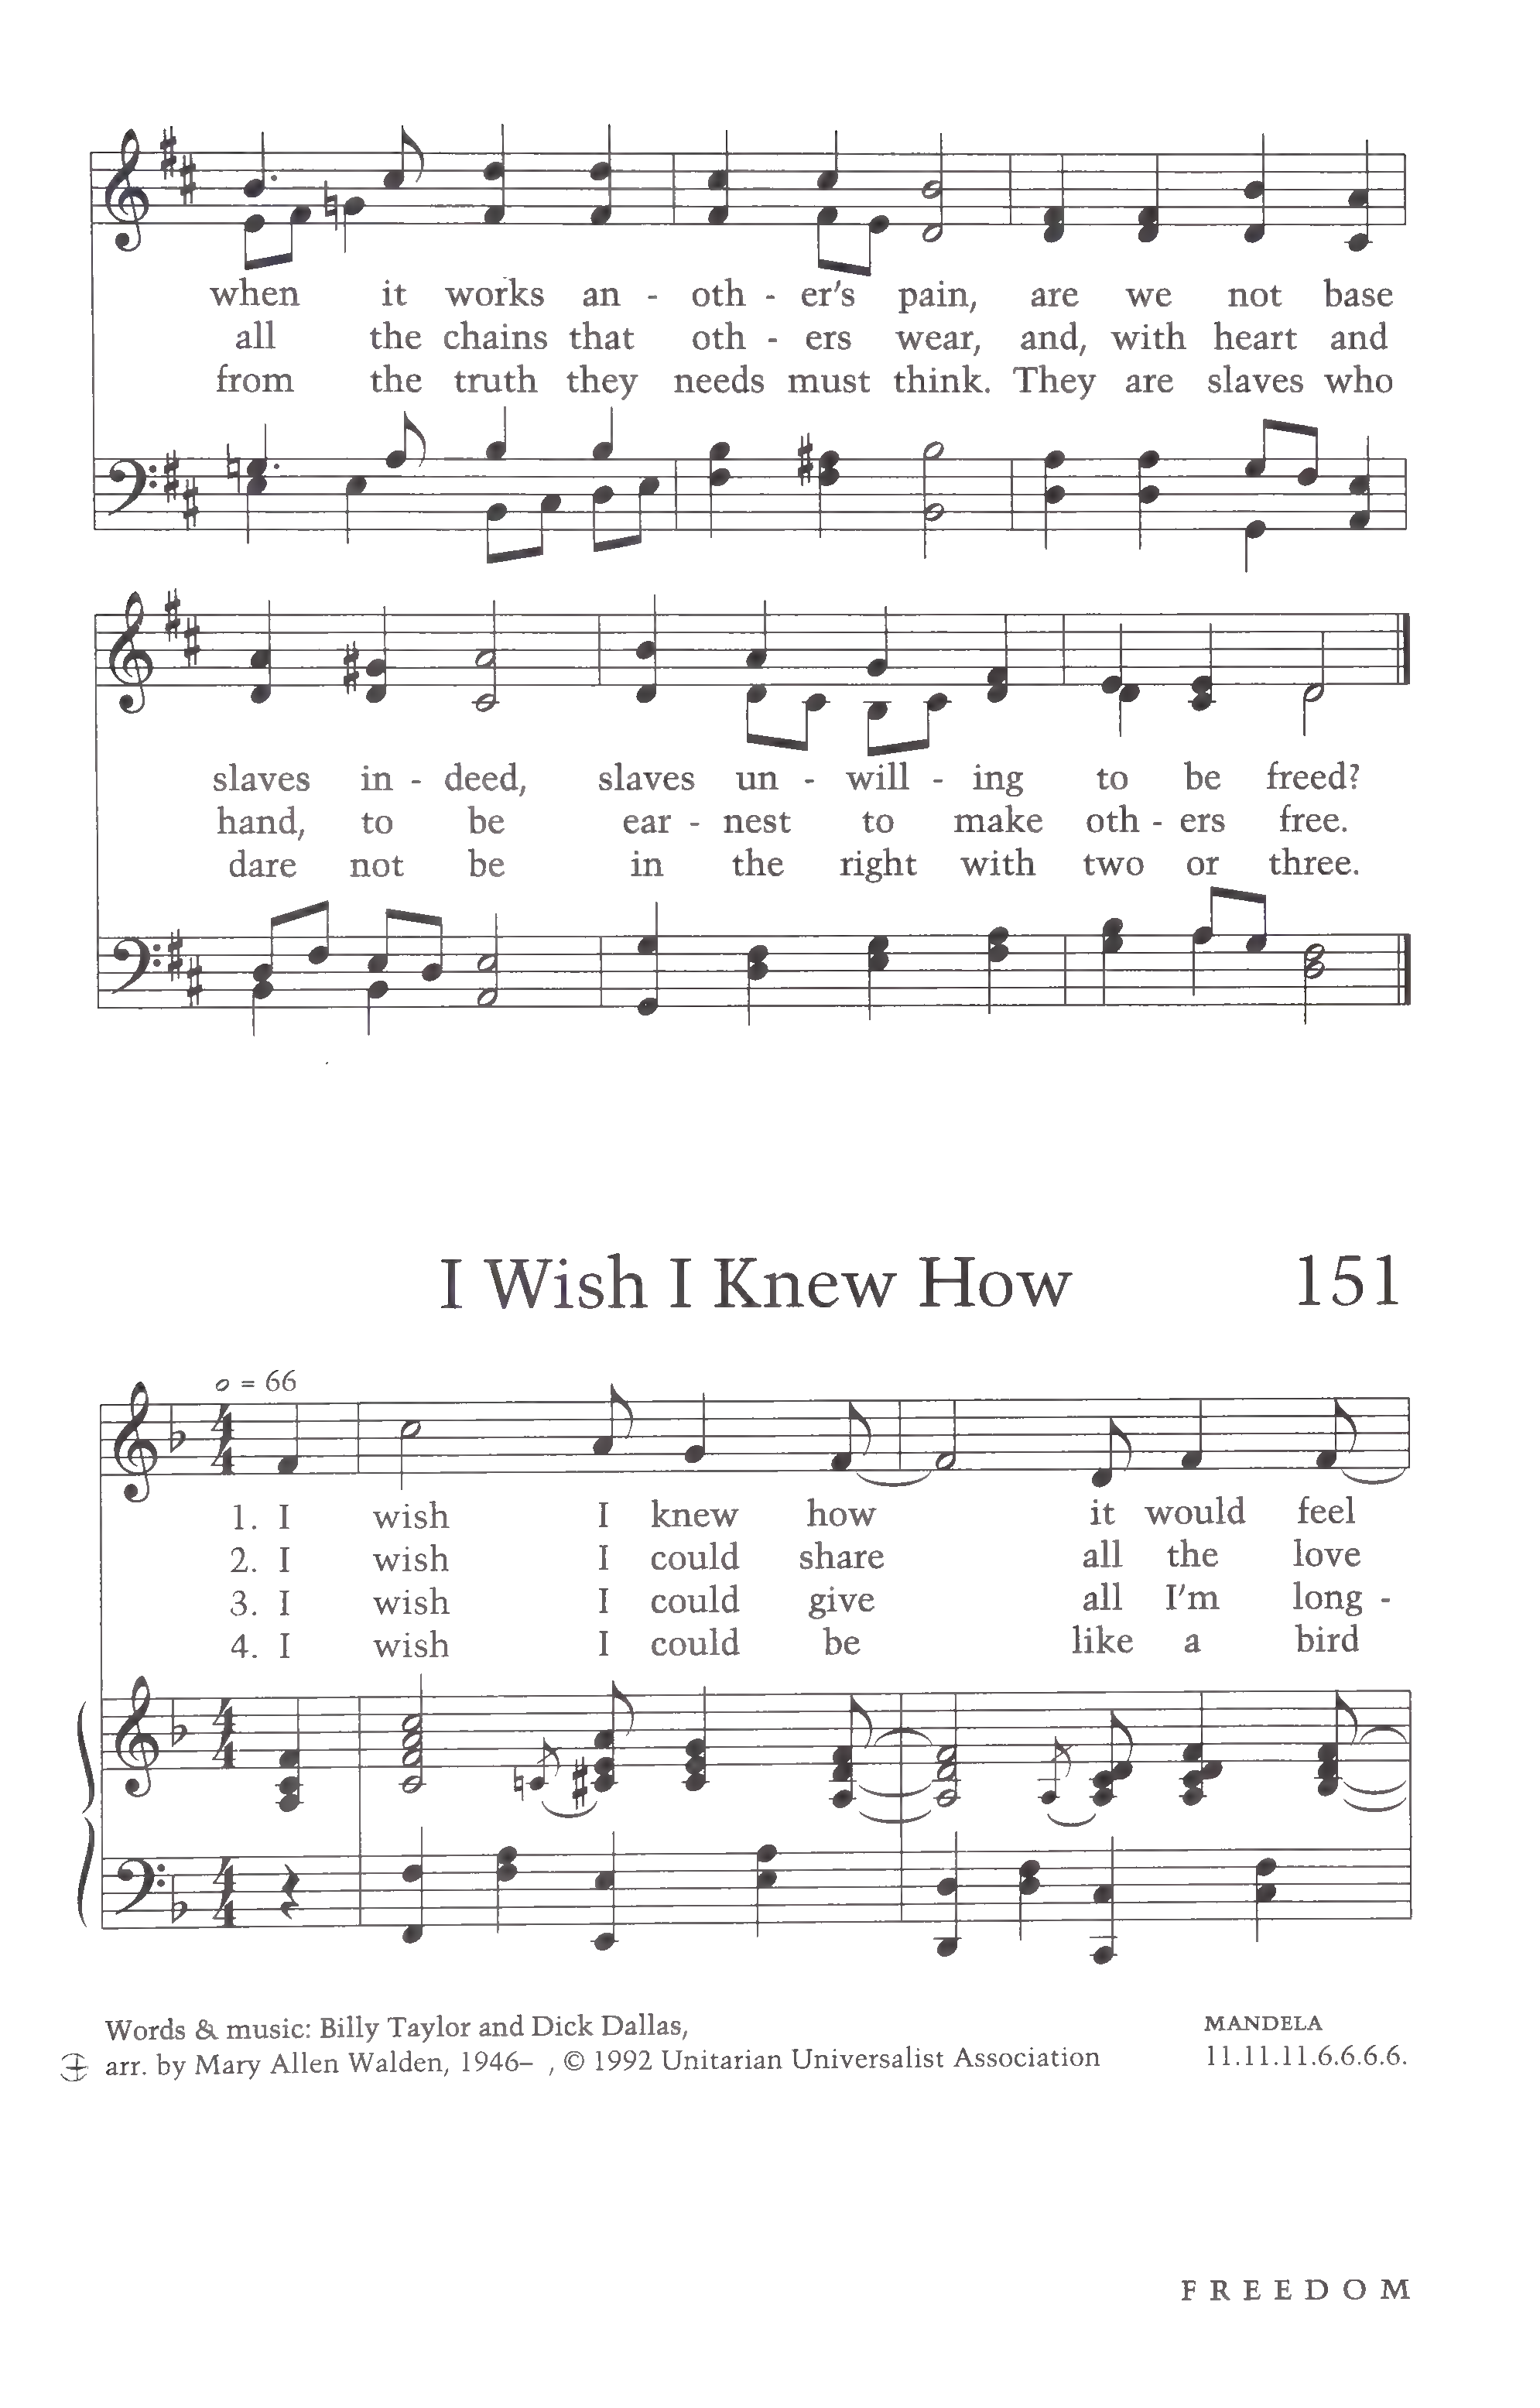 when it works an - oth - er's pain, are we not base
all the chains that oth - ers wear, and, with heart and
from the truth they needs must think. They are slaves who
slaves in - deed, slaves un - will - ing to be freed?
hand, to be ear - nest to make oth - ers free.
dare not be in the right with two or three.
I Wish I Knew How 151
= 66
1. I wish I knew how it would feel
2. I wish I could share all the love
3. I wish I could give all I'm long -
4. I wish I could be like a bird
Words & music: Billy Taylor and Dick Dallas, MANDELA
arr. by Mary Allen Walden, 1946– , © 1992 Unitarian Universalist Association 11.11.11.6.6.6.6.
FREEDOM